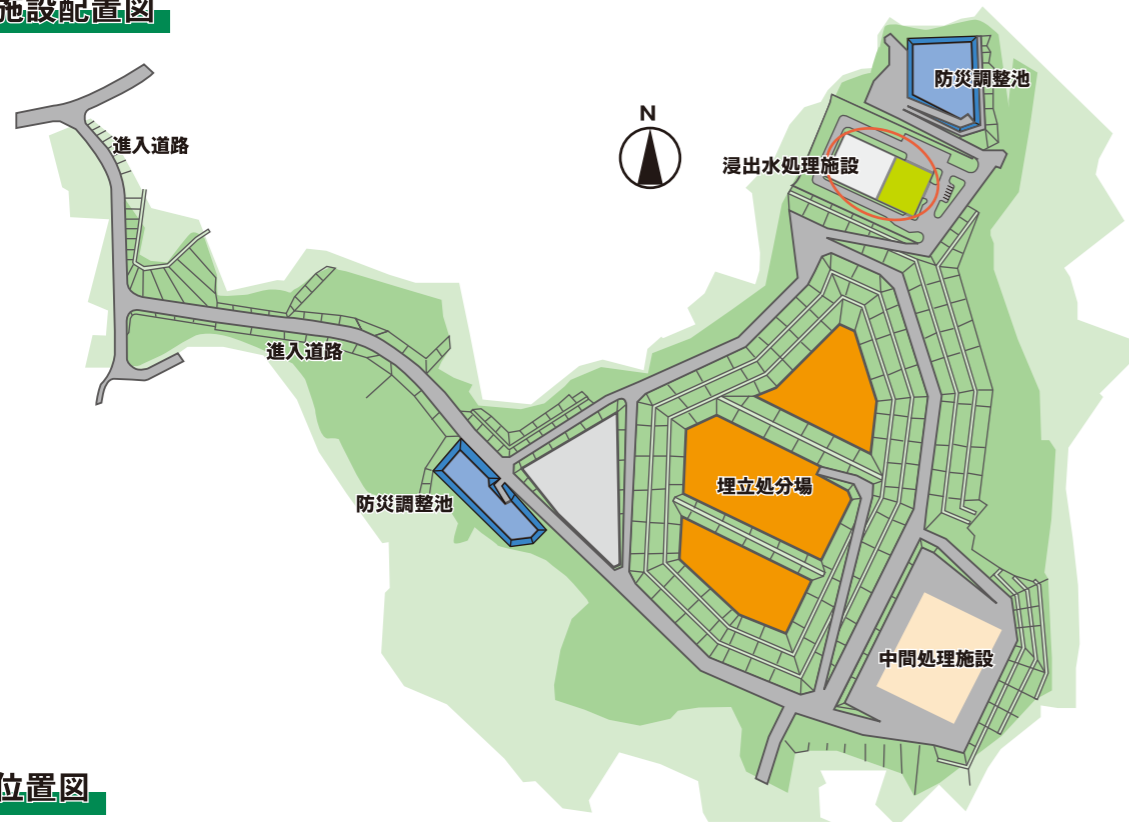 施設配置図
防災調整池
N
進入道路
浸出水処理施設
進入道路
埋立処分場
防災調整池
中間処理施設
位置図